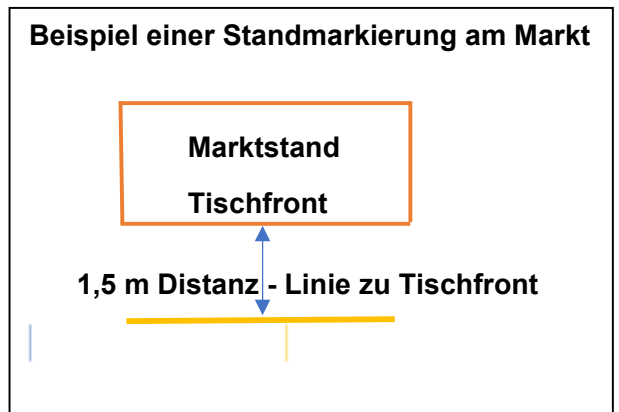 Beispiel einer Standmarkierung am Markt
Marktstand
Tischfront
1,5 m Distanz - Linie zu Tischfront